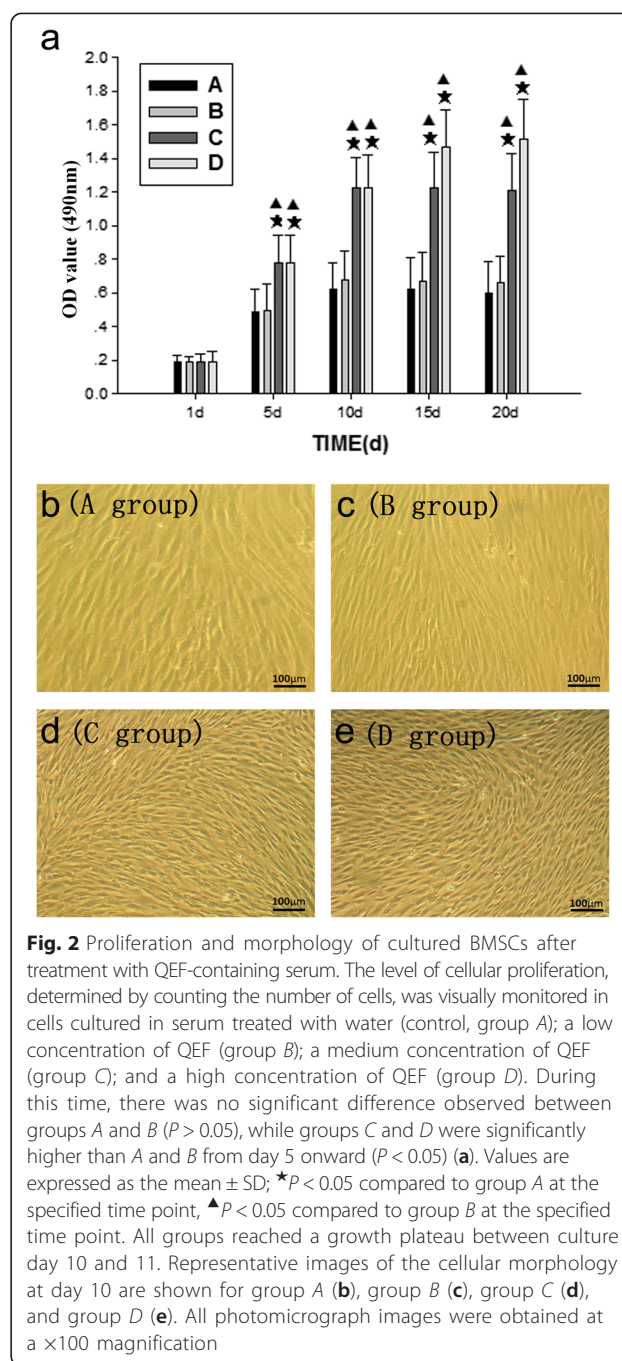 a
2.0
1.8
1.6
1.4
1.2
1.0
.8
.6
.4
.2
0.0
OD value (490nm)
A
B
C
D
1d
5d
10d
15d
20d
TIME(d)
b (A group)
100μm
c (B group)
100μm
d (C group)
100μm
e (D group)
100μm
Fig. 2 Proliferation and morphology of cultured BMSCs after
treatment with QEF-containing serum. The level of cellular proliferation,
determined by counting the number of cells, was visually monitored in
cells cultured in serum treated with water (control, group A); a low
concentration of QEF (group B); a medium concentration of QEF
(group C); and a high concentration of QEF (group D). During
this time, there was no significant difference observed between
groups A and B (P > 0.05), while groups C and D were significantly
higher than A and B from day 5 onward (P < 0.05) (a). Values are
expressed as the mean ± SD; ★P < 0.05 compared to group A at the
specified time point, ▲P < 0.05 compared to group B at the specified
time point. All groups reached a growth plateau between culture
day 10 and 11. Representative images of the cellular morphology
at day 10 are shown for group A (b), group B (c), group C (d),
and group D (e). All photomicrograph images were obtained at
a ×100 magnification